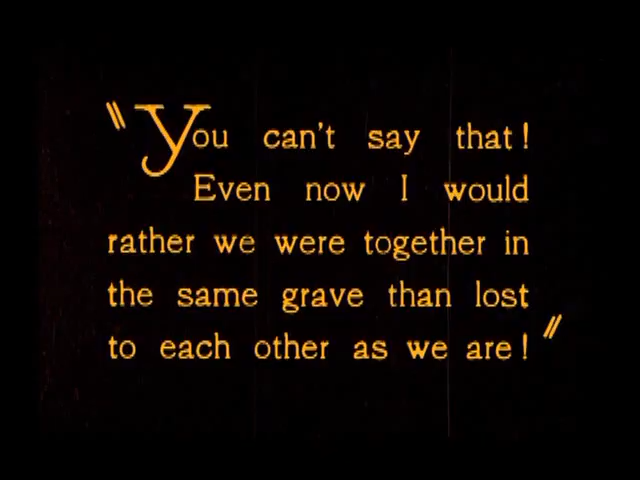 "You can't say that!
Even now I would
rather we were together in
the same grave than lost
to each other as we are!"